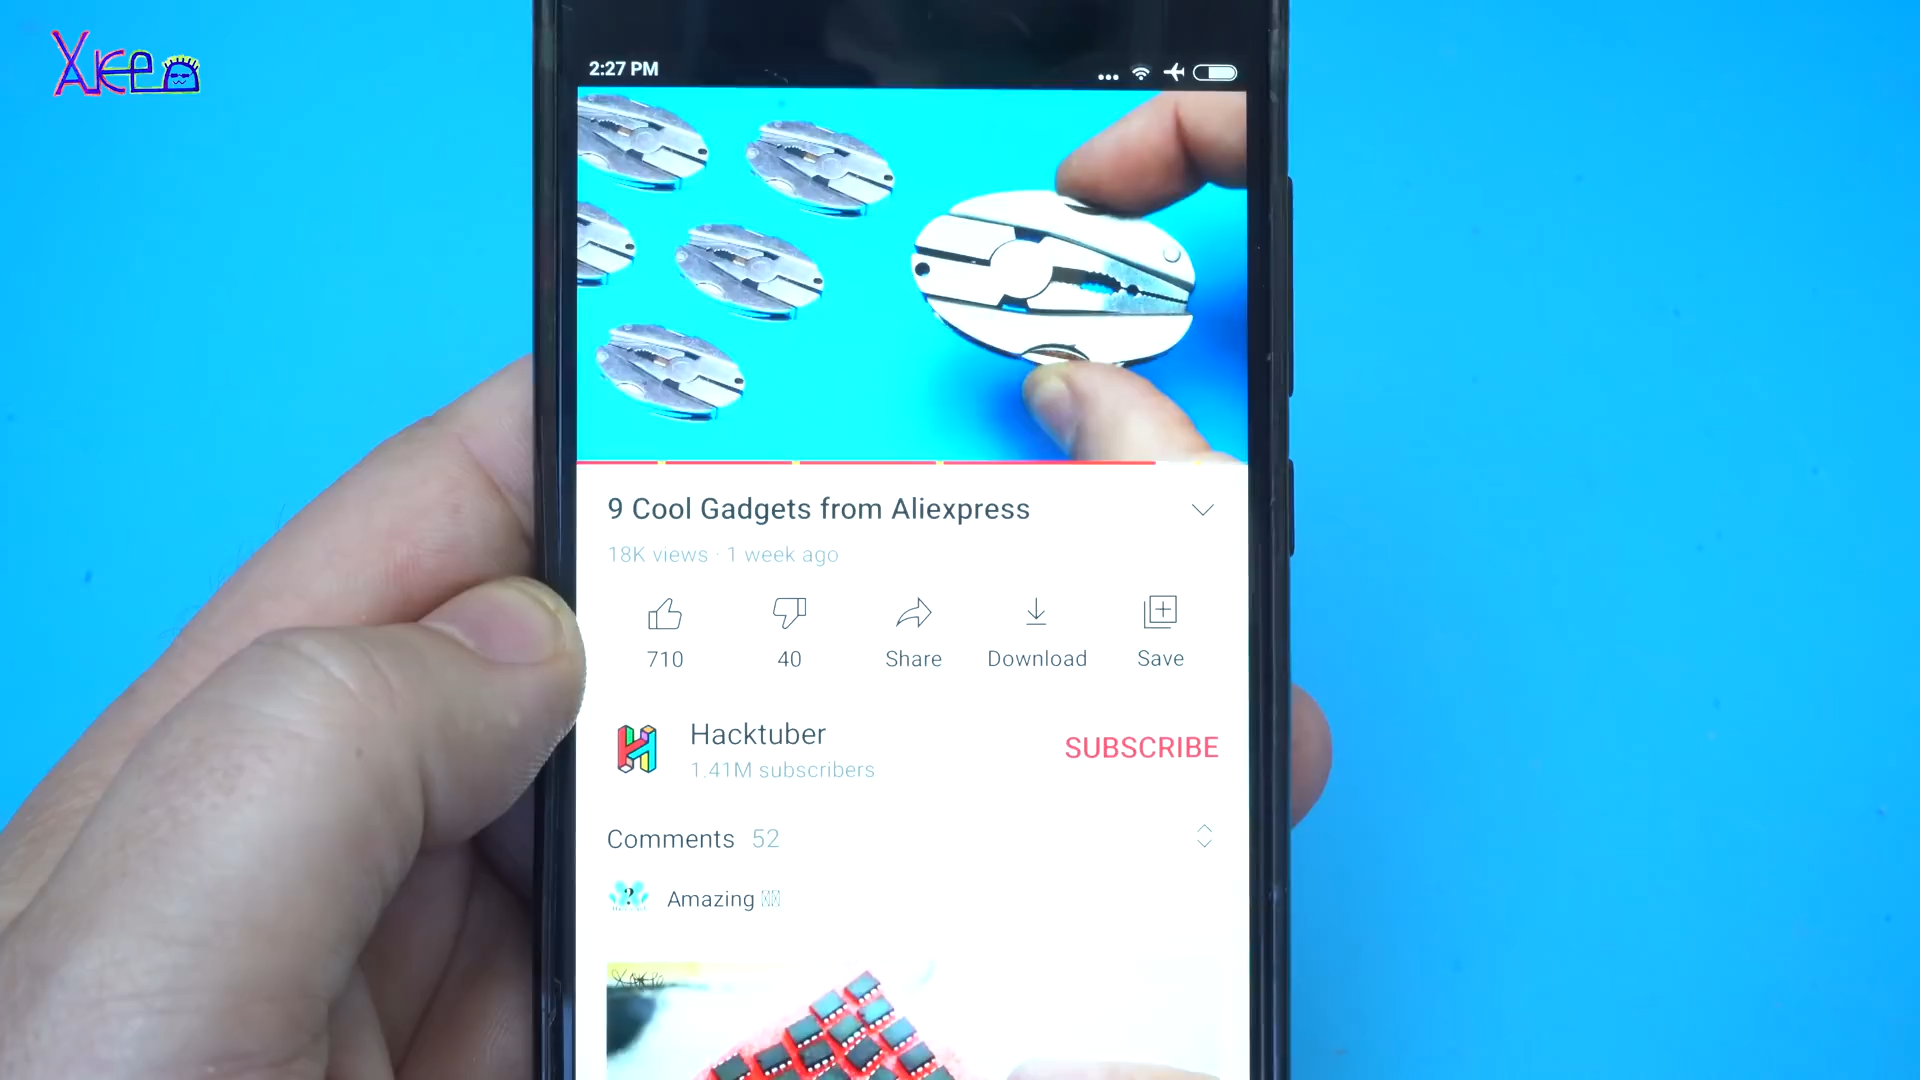 Xakep
2:27 PM
9 Cool Gadgets from Aliexpress
18K views · 1 week ago
710
40
Share
Download
Save
Hacktuber
1.41M subscribers
SUBSCRIBE
Comments 52
Amazing